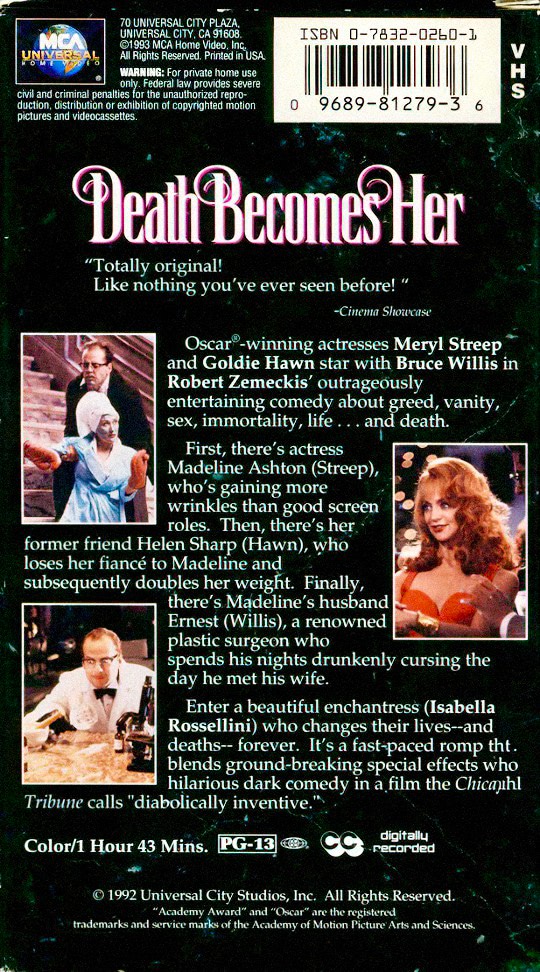 MCA
UNIVERSAL
HOME VIDEO
®
70 UNIVERSAL CITY PLAZA,
UNIVERSAL CITY, CA 91608.
©1993 MCA Home Video, Inc.
All Rights Reserved. Printed in USA.
WARNING: For private home use
only. Federal law provides severe
civil and criminal penalties for the unauthorized repro-
duction, distribution or exhibition of copyrighted motion
pictures and videocassettes.
ISBN 0-7832-0260-1
0 9689-81279-3 6
VHS
Death Becomes Her
"Totally original!
Like nothing you've ever seen before! "
-Cinema Showcase
Oscar®-winning actresses Meryl Streep
and Goldie Hawn star with Bruce Willis in
Robert Zemeckis' outrageously
entertaining comedy about greed, vanity,
sex, immortality, life . . . and death.
First, there's actress
Madeline Ashton (Streep),
who's gaining more
wrinkles than good screen
roles. Then, there's her
former friend Helen Sharp (Hawn), who
loses her fiancé to Madeline and
subsequently doubles her weight. Finally,
there's Madeline's husband
Ernest (Willis), a renowned
plastic surgeon who
spends his nights drunkenly cursing the
day he met his wife.
Enter a beautiful enchantress (Isabella
Rossellini) who changes their lives--and
deaths-- forever. It's a fast-paced romp tht.
blends ground-breaking special effects who
hilarious dark comedy in a film the
Tribune calls "diabolically inventive."
Color/1 Hour 43 Mins. PG-13 CC digitally
recorded
© 1992 Universal City Studios, Inc. All Rights Reserved.
"Academy Award" and "Oscar" are the registered
trademarks and service marks of the Academy of Motion Picture Arts and Sciences.